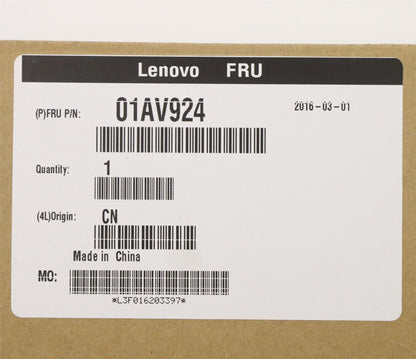 Lenovo FRU
(P)FRU P/N: 01AV924 2016-03-01
Quantity: 1
(4L)Origin: CN
Made in China
MO:
*L3F016203397*